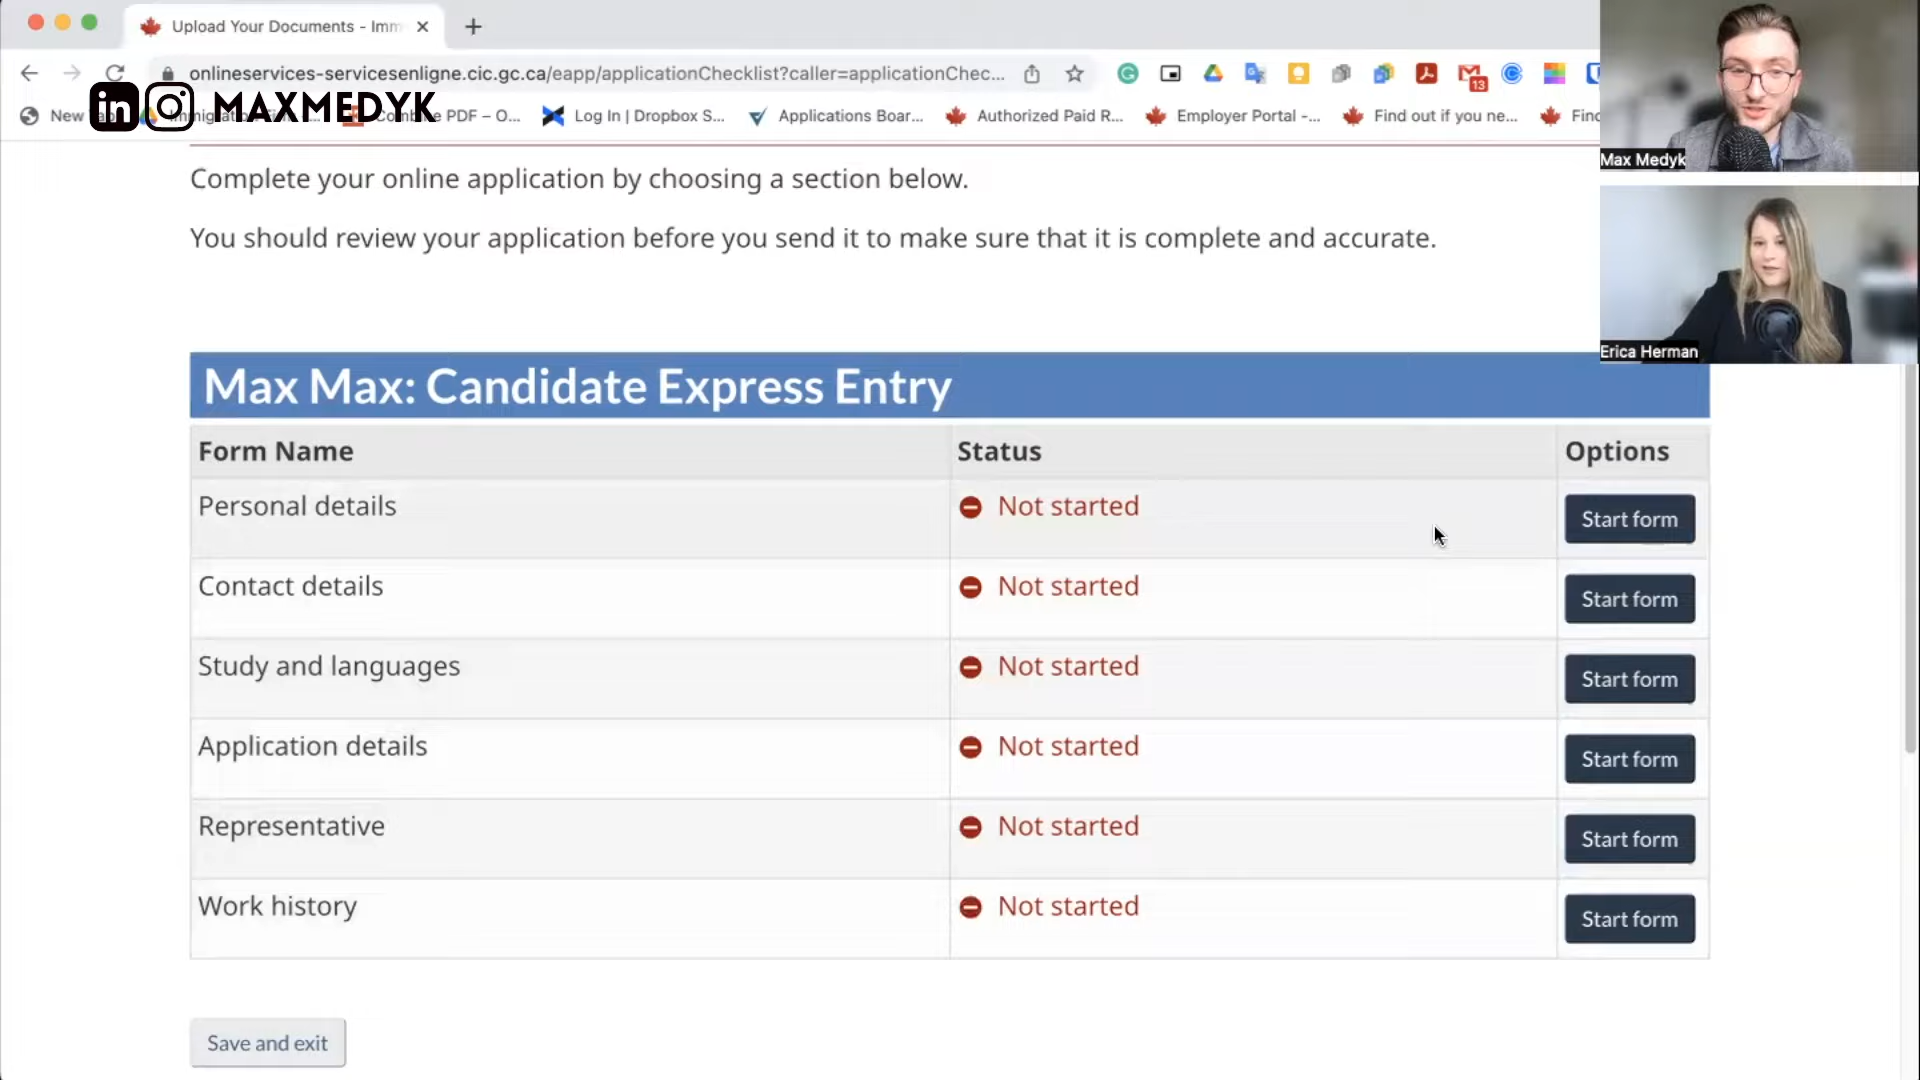 Upload Your Documents - Imm
onlineservices-servicesenligne.cic.gc.ca/eapp/applicationChecklist?caller=applicationChec...
13
in MAXMEDYK
New
PDF – O...
Log In | Dropbox S...
Applications Boar...
Authorized Paid R...
Employer Portal -...
Find out if you ne...
Max Medyk
Erica Herman
Complete your online application by choosing a section below.
You should review your application before you send it to make sure that it is complete and accurate.
Max Max: Candidate Express Entry
Form Name Status Options
Personal details Not started Start form
Contact details Not started Start form
Study and languages Not started Start form
Application details Not started Start form
Representative Not started Start form
Work history Not started Start form
Save and exit